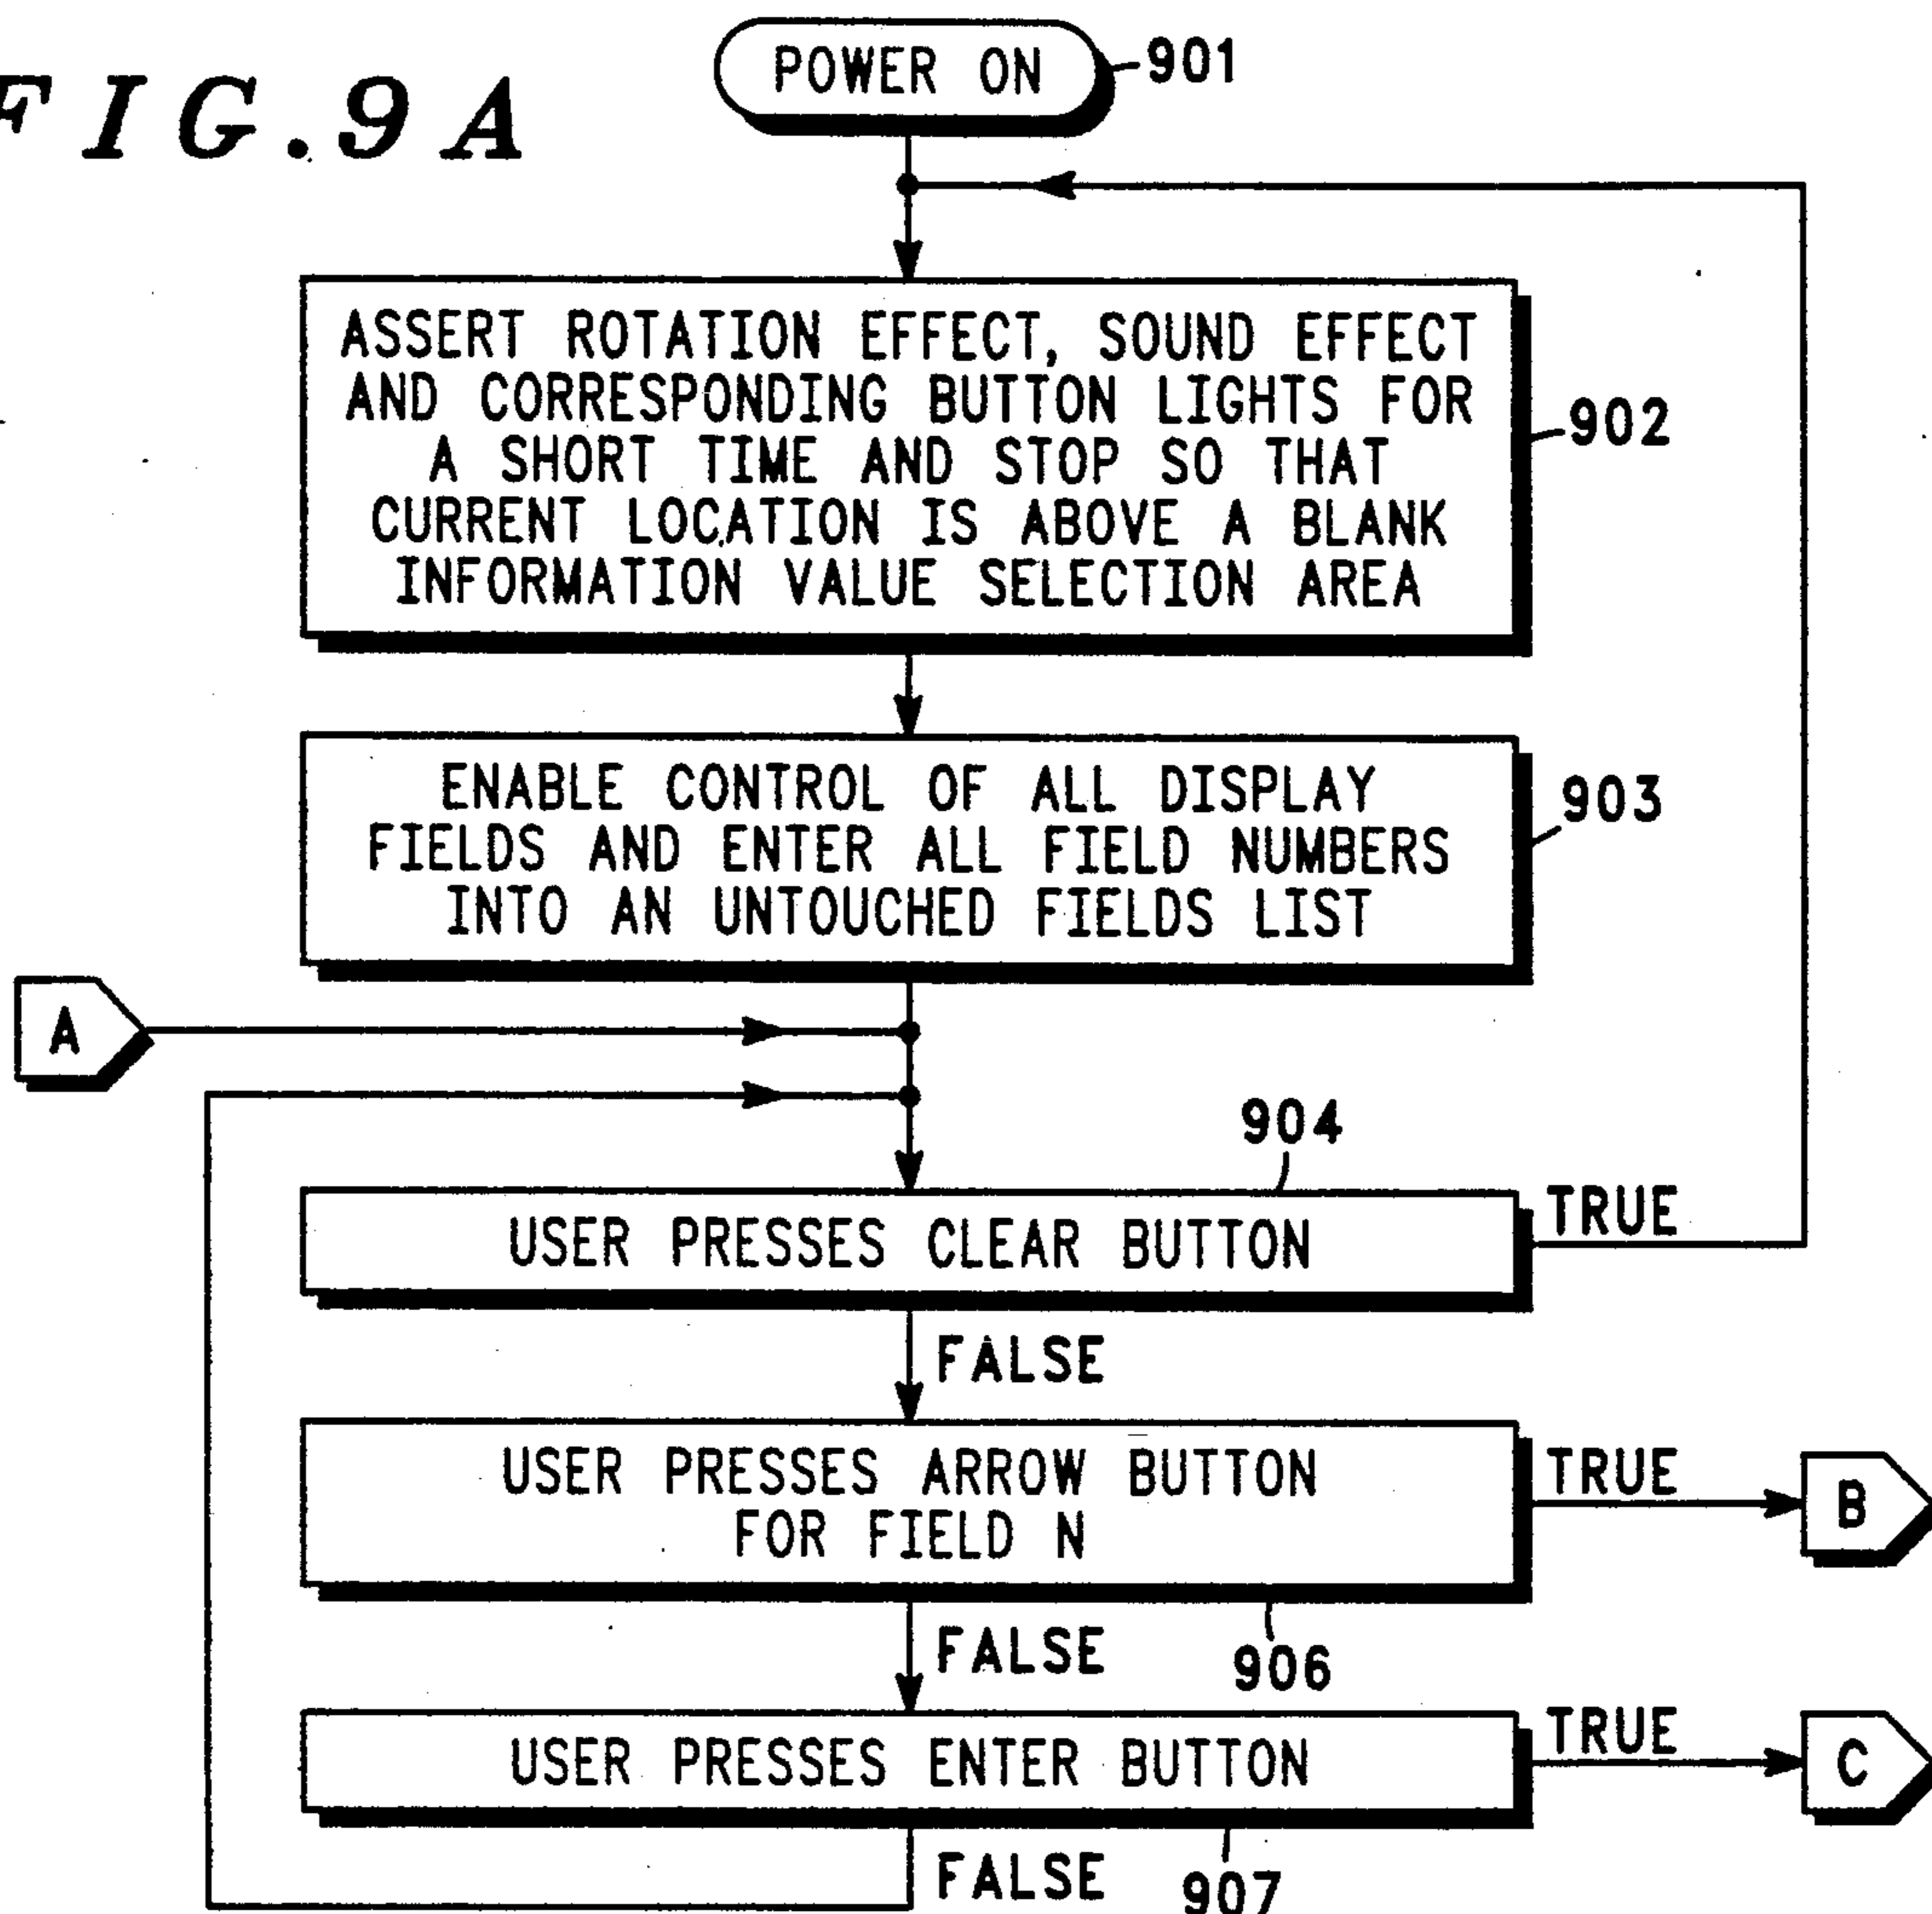 FIG.9A
POWER ON
901
ASSERT ROTATION EFFECT, SOUND EFFECT
AND CORRESPONDING BUTTON LIGHTS FOR
A SHORT TIME AND STOP SO THAT
CURRENT LOCATION IS ABOVE A BLANK
INFORMATION VALUE SELECTION AREA
902
ENABLE CONTROL OF ALL DISPLAY
FIELDS AND ENTER ALL FIELD NUMBERS
INTO AN UNTOUCHED FIELDS LIST
903
A
904
USER PRESSES CLEAR BUTTON
TRUE
FALSE
USER PRESSES ARROW BUTTON
FOR FIELD N
TRUE
B
FALSE
906
USER PRESSES ENTER BUTTON
TRUE
C
FALSE
907